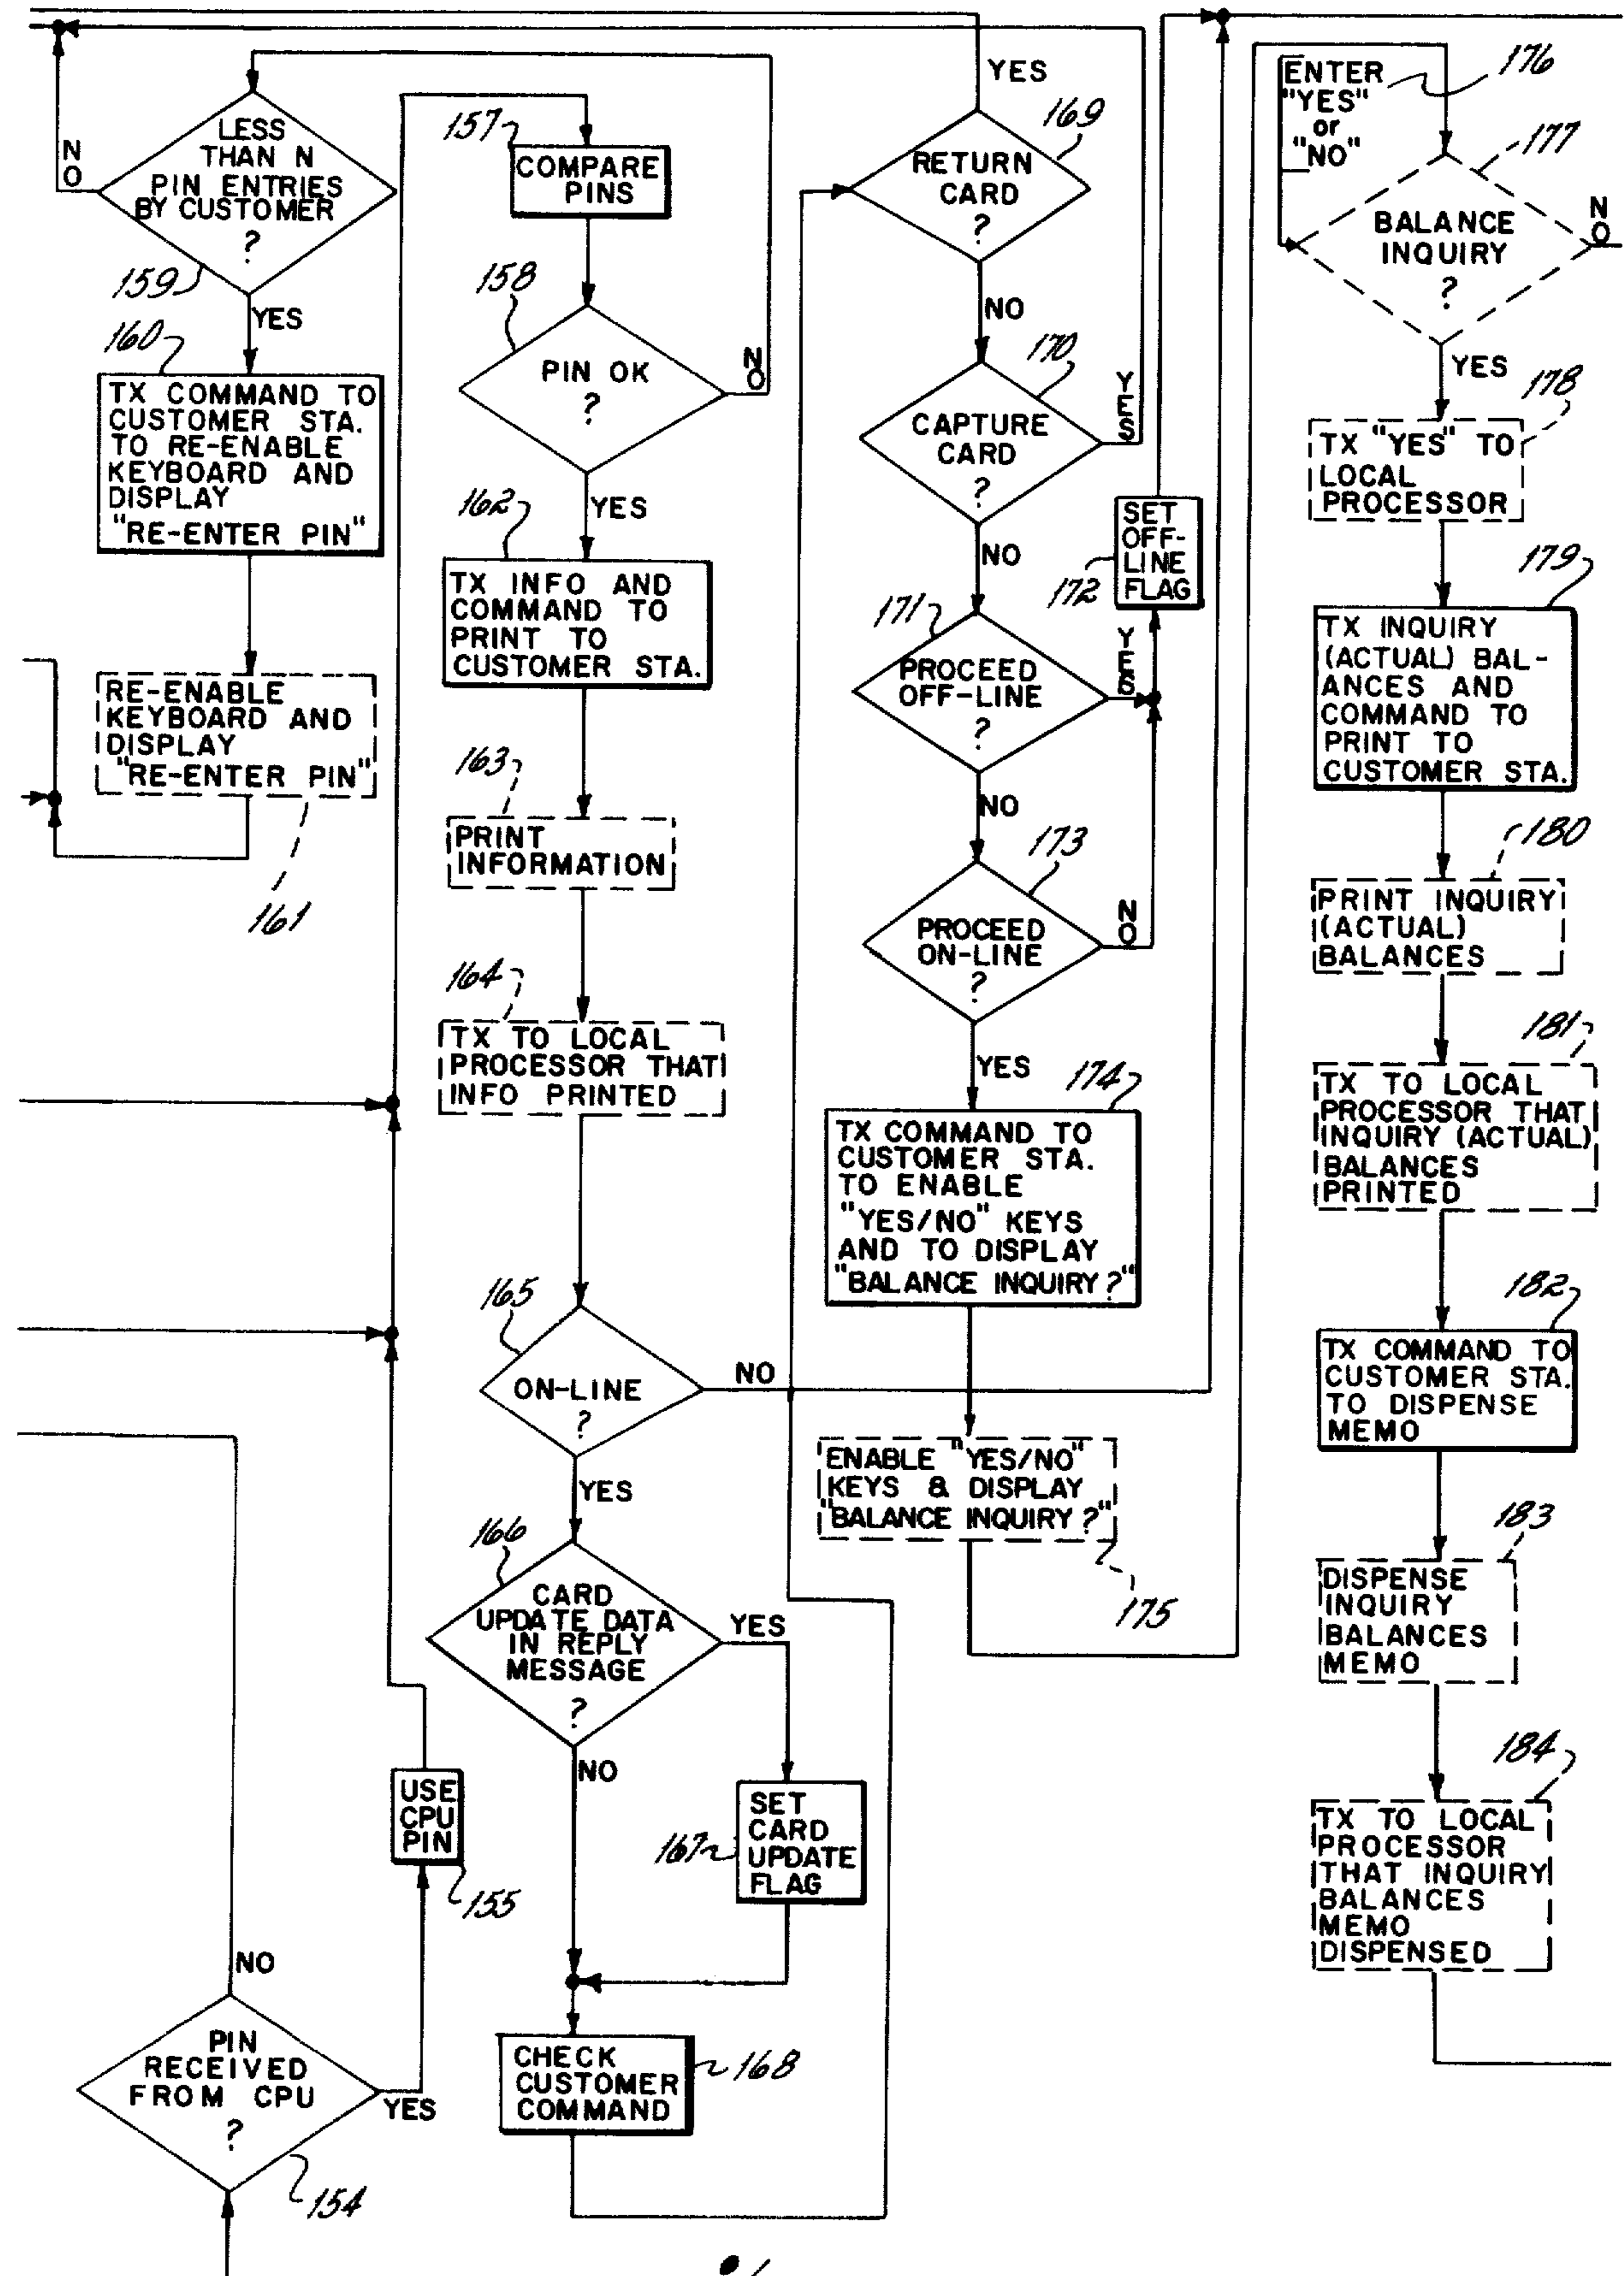 LESS
THAN N
PIN ENTRIES
BY CUSTOMER
?
NO
159
YES
160
TX COMMAND TO
CUSTOMER STA.
TO RE-ENABLE
KEYBOARD AND
DISPLAY
"RE-ENTER PIN"
RE-ENABLE
KEYBOARD AND
DISPLAY
"RE-ENTER PIN"
161
PIN
RECEIVED
FROM CPU
?
NO
YES
154
USE
CPU
PIN
155
157
COMPARE
PINS
158
PIN OK
?
NO
YES
162
TX INFO AND
COMMAND TO
PRINT TO
CUSTOMER STA.
163
PRINT
INFORMATION
164
TX TO LOCAL
PROCESSOR THAT
INFO PRINTED
165
ON-LINE
?
NO
YES
166
CARD
UPDATE DATA
IN REPLY
MESSAGE
?
YES
NO
167
SET
CARD
UPDATE
FLAG
CHECK
CUSTOMER
COMMAND
168
YES
169
RETURN
CARD
?
NO
170
CAPTURE
CARD
?
YES
NO
171
PROCEED
OFF-LINE
?
YES
172
SET
OFF-
LINE
FLAG
NO
173
PROCEED
ON-LINE
?
NO
YES
174
TX COMMAND TO
CUSTOMER STA.
TO ENABLE
"YES/NO" KEYS
AND TO DISPLAY
"BALANCE INQUIRY?"
ENABLE "YES/NO"
KEYS & DISPLAY
"BALANCE INQUIRY?"
175
ENTER
"YES"
or
"NO"
176
177
BALANCE
INQUIRY
?
NO
YES
178
TX "YES" TO
LOCAL
PROCESSOR
179
TX INQUIRY
(ACTUAL) BAL-
ANCES AND
COMMAND TO
PRINT TO
CUSTOMER STA.
180
PRINT INQUIRY
(ACTUAL)
BALANCES
181
TX TO LOCAL
PROCESSOR THAT
INQUIRY (ACTUAL)
BALANCES
PRINTED
182
TX COMMAND TO
CUSTOMER STA.
TO DISPENSE
MEMO
183
DISPENSE
INQUIRY
BALANCES
MEMO
184
TX TO LOCAL
PROCESSOR
THAT INQUIRY
BALANCES
MEMO
DISPENSED